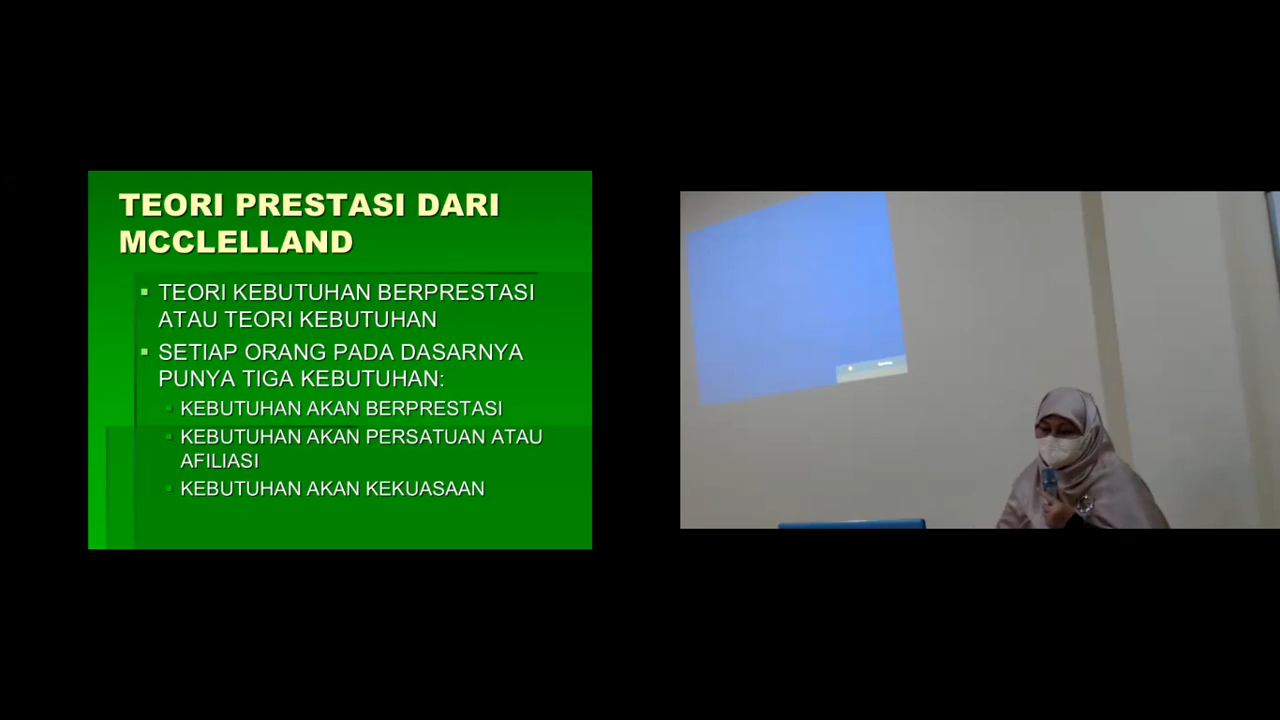 TEORI PRESTASI DARI
MCCLELLAND
TEORI KEBUTUHAN BERPRESTASI
ATAU TEORI KEBUTUHAN
SETIAP ORANG PADA DASARNYA
PUNYA TIGA KEBUTUHAN:
KEBUTUHAN AKAN BERPRESTASI
KEBUTUHAN AKAN PERSATUAN ATAU
AFILIASI
KEBUTUHAN AKAN KEKUASAAN